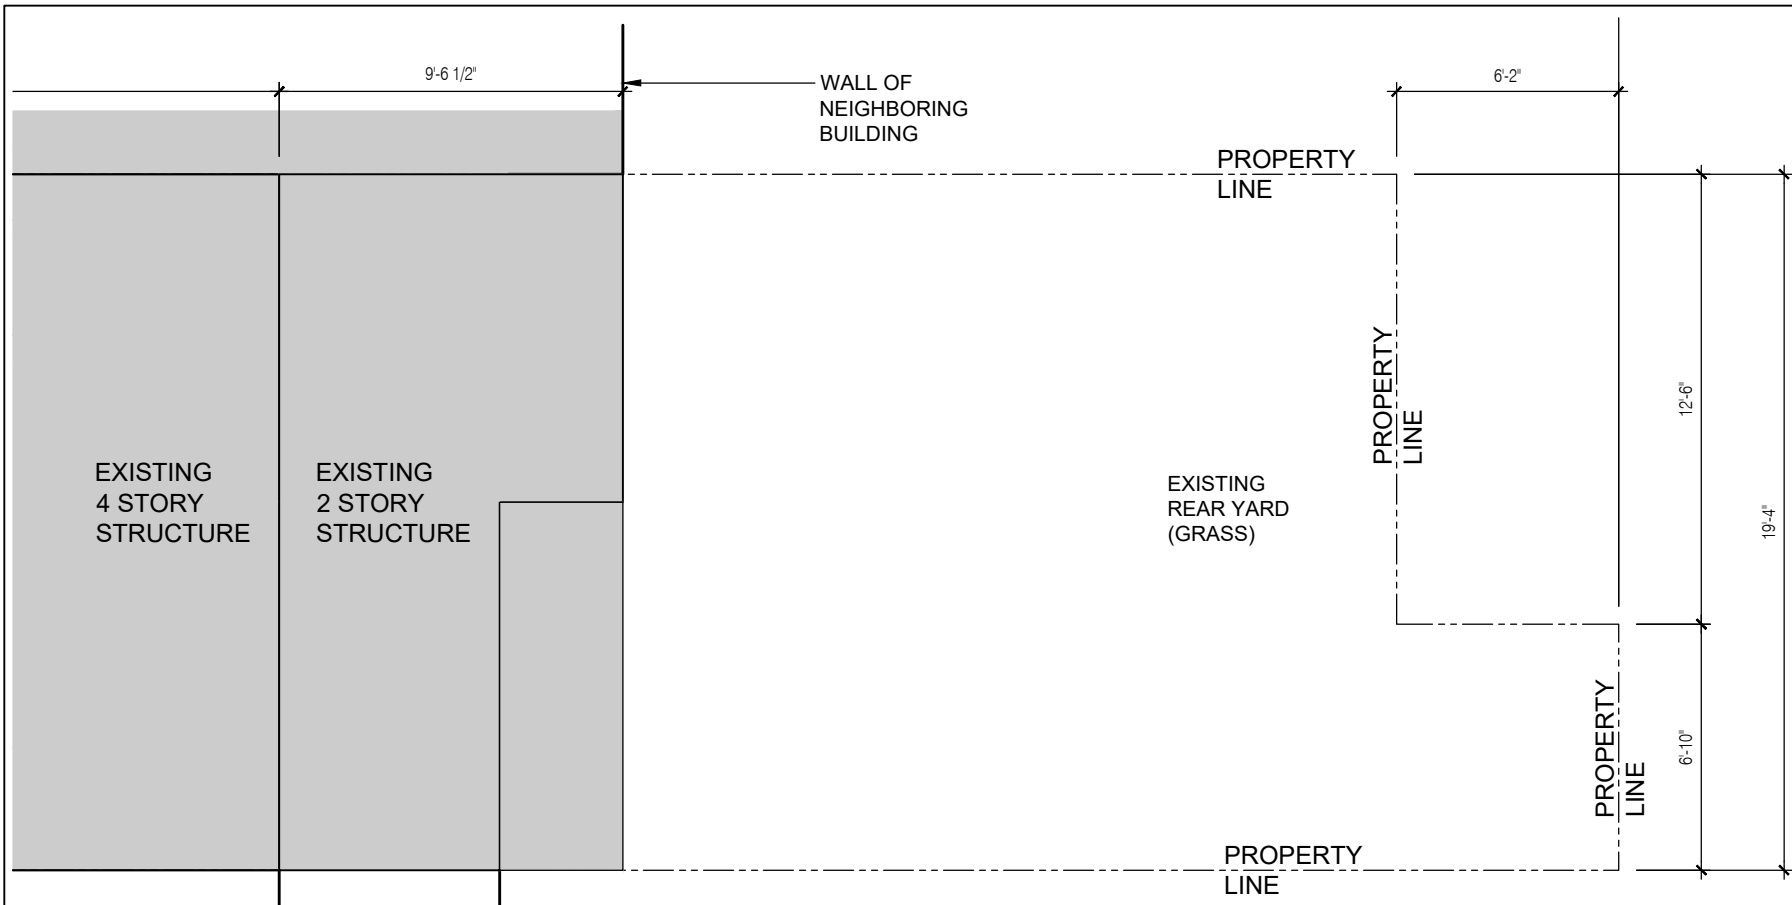 9'-6 1/2"
6'-2"
WALL OF
NEIGHBORING
BUILDING
PROPERTY
LINE
PROPERTY
LINE
12'-6"
19'-4"
EXISTING
4 STORY
STRUCTURE
EXISTING
2 STORY
STRUCTURE
EXISTING
REAR YARD
(GRASS)
PROPERTY
LINE
6'-10"
PROPERTY
LINE